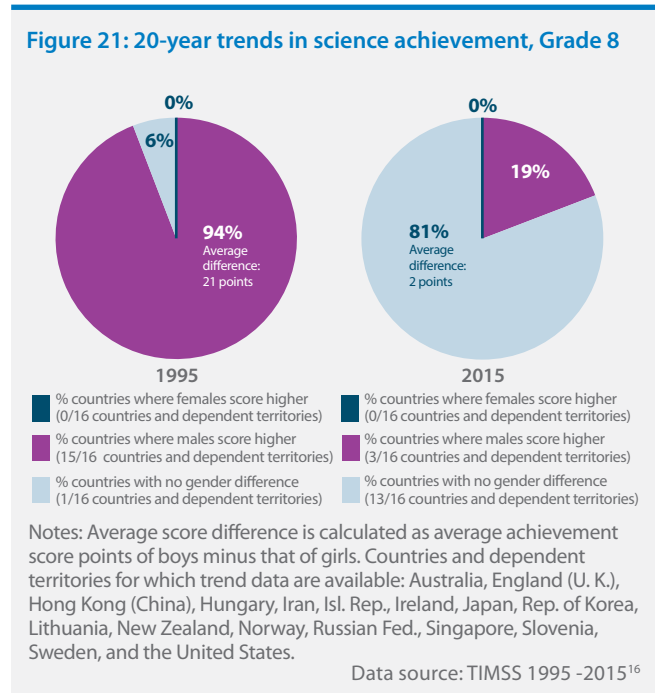 Figure 21: 20-year trends in science achievement, Grade 8
0%
6%
94%
Average
difference:
21 points
1995
0%
19%
81%
Average
difference:
2 points
2015
% countries where females score higher
(0/16 countries and dependent territories)
% countries where males score higher
(15/16 countries and dependent territories)
% countries with no gender difference
(1/16 countries and dependent territories)
% countries where females score higher
(0/16 countries and dependent territories)
% countries where males score higher
(3/16 countries and dependent territories)
% countries with no gender difference
(13/16 countries and dependent territories)
Notes: Average score difference is calculated as average achievement
score points of boys minus that of girls. Countries and dependent
territories for which trend data are available: Australia, England (U. K.),
Hong Kong (China), Hungary, Iran, Isl. Rep., Ireland, Japan, Rep. of Korea,
Lithuania, New Zealand, Norway, Russian Fed., Singapore, Slovenia,
Sweden, and the United States.
Data source: TIMSS 1995 -2015¹⁶